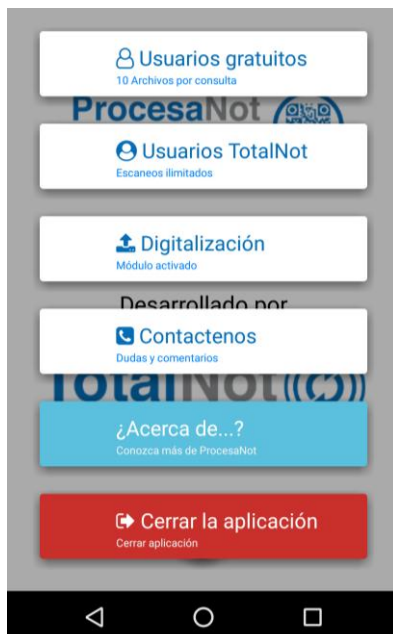 Usuarios gratuitos
10 Archivos por consulta
ProcesaNot
Usuarios TotalNot
Escaneos ilimitados
Digitalización
Módulo activado
Desarrollado por
Contactenos
Dudas y comentarios
TotalNot
¿Acerca de...?
Conozca más de ProcesaNot
Cerrar la aplicación
Cerrar aplicación